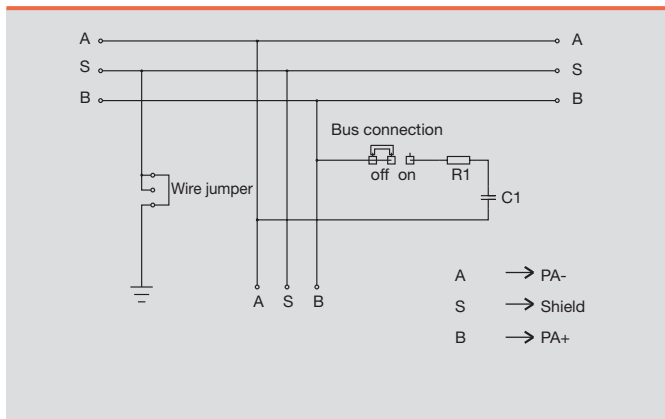 A A
S S
B B
Bus connection
off on R1
Wire jumper
C1
A → PA-
S → Shield
B → PA+
A S B